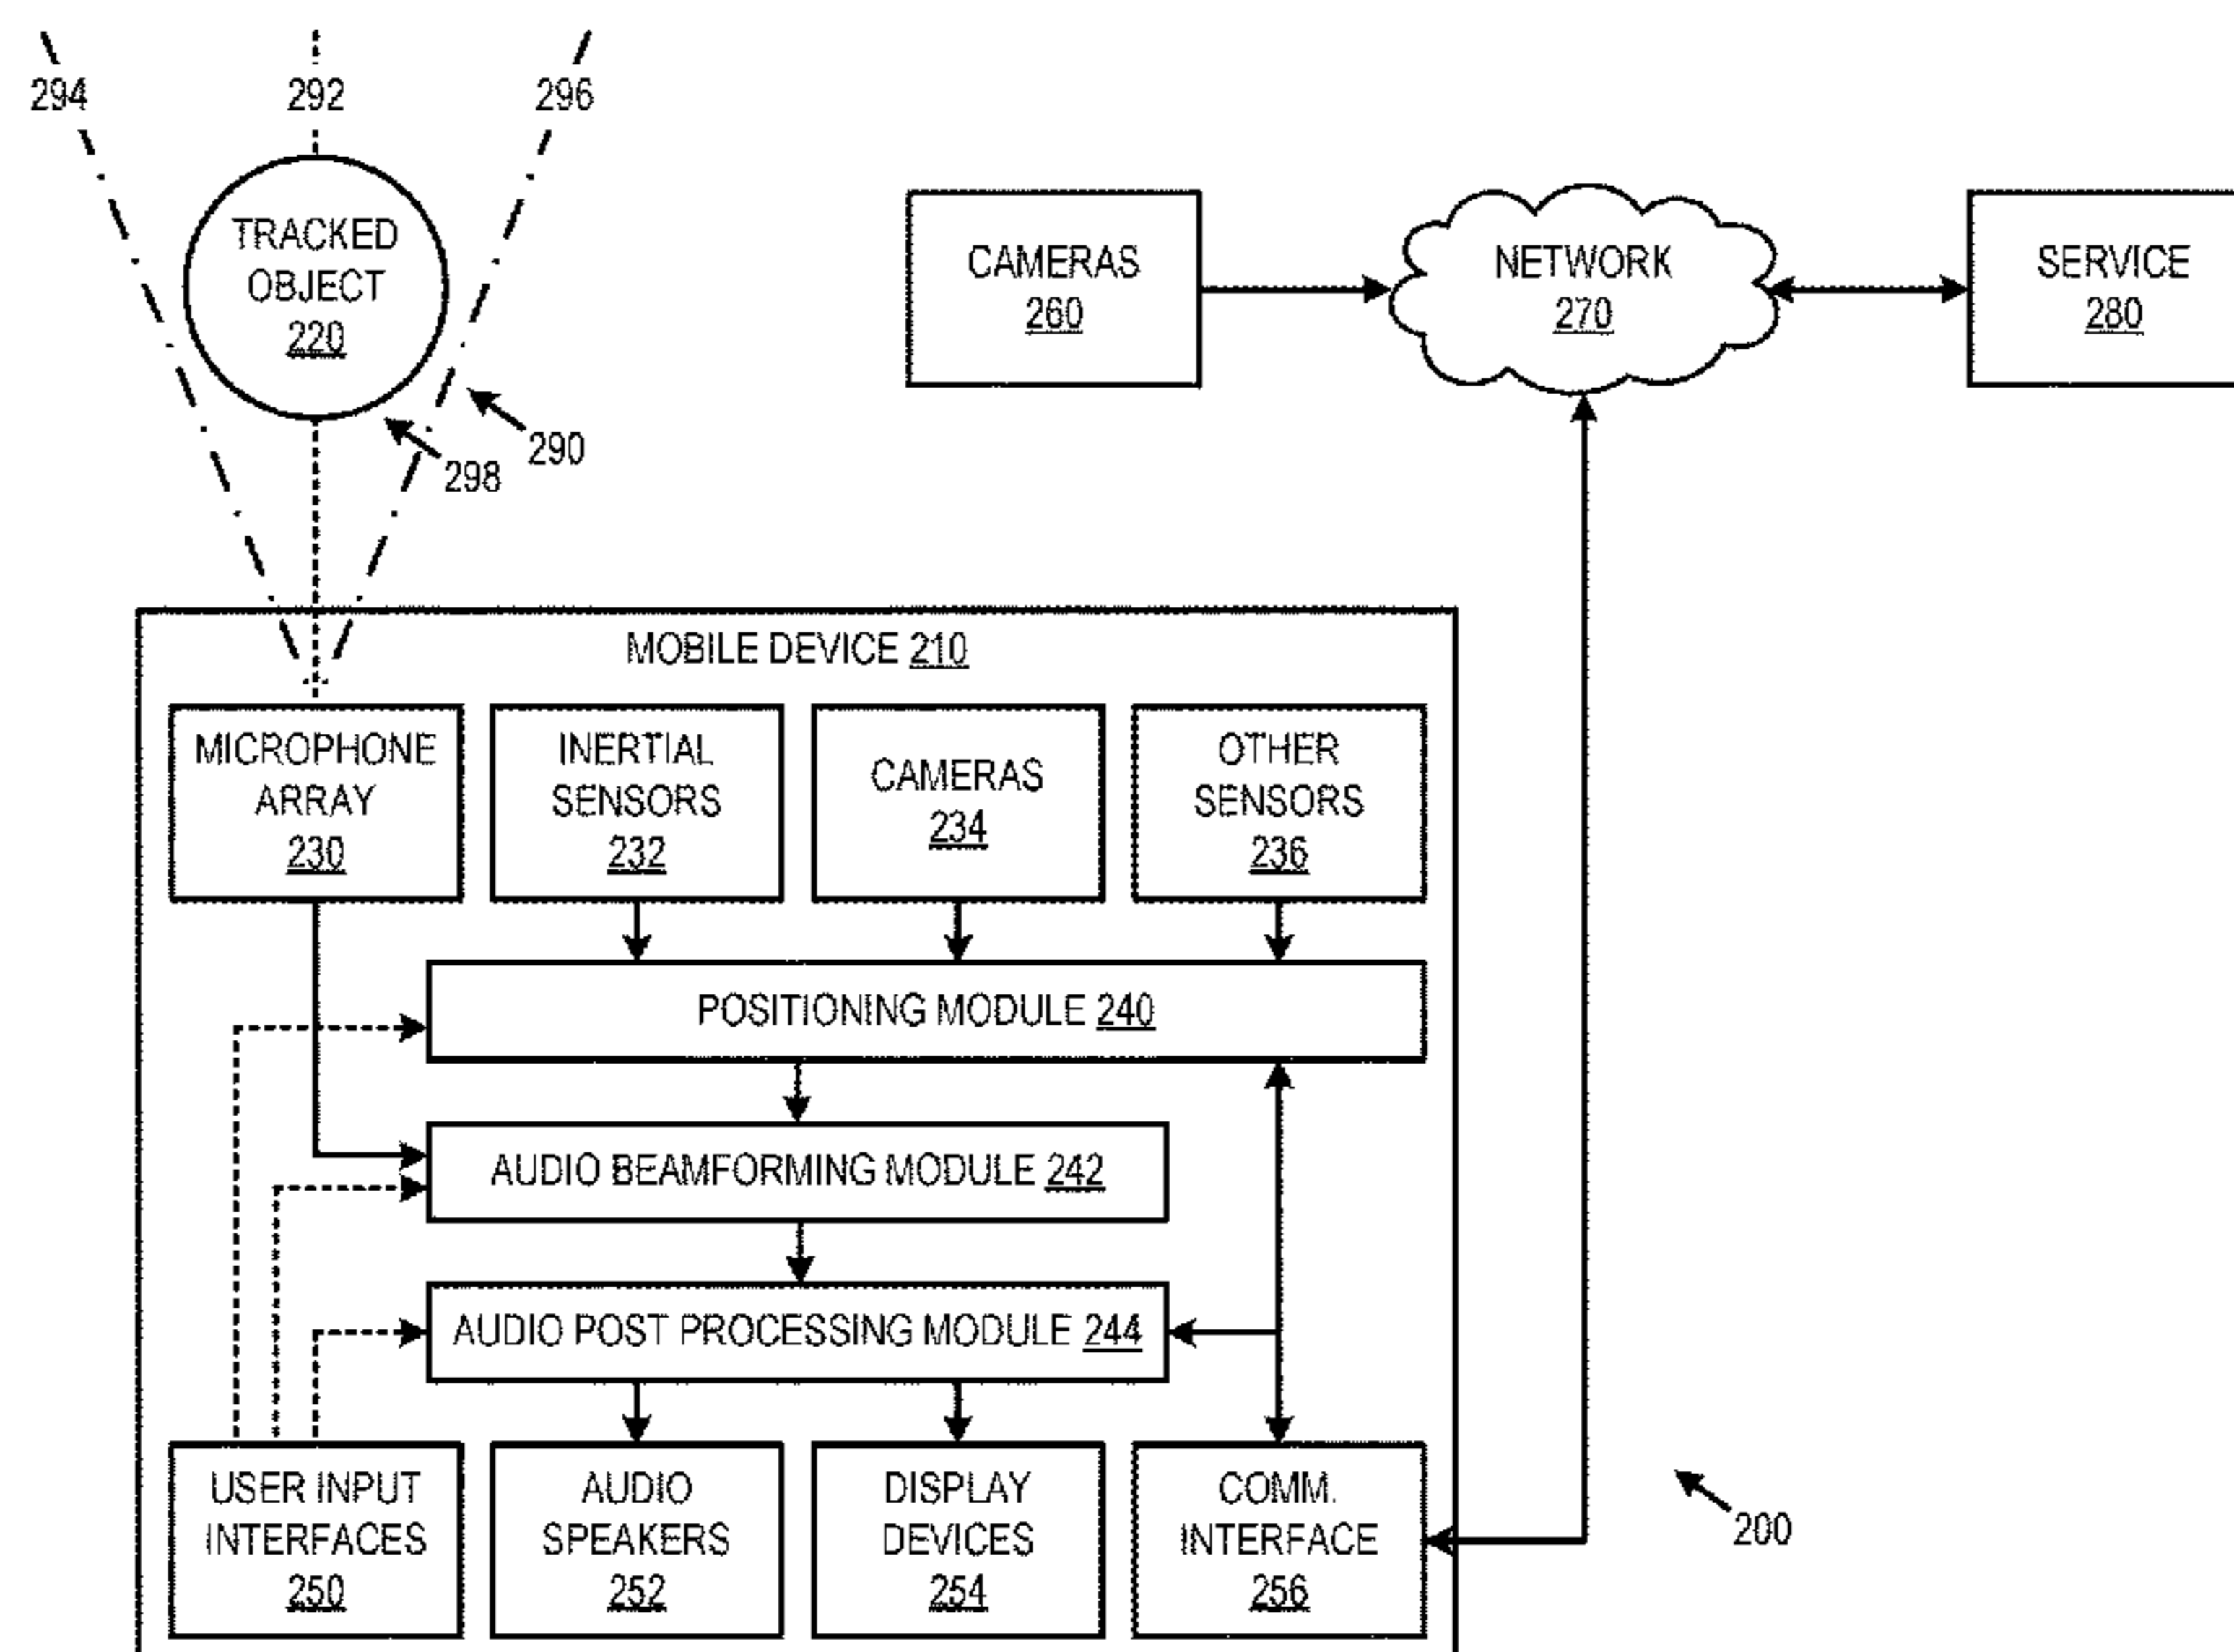 294
292
296
TRACKED
OBJECT
220
CAMERAS
260
NETWORK
270
SERVICE
280
290
298
MOBILE DEVICE 210
MICROPHONE
ARRAY
230
INERTIAL
SENSORS
232
CAMERAS
234
OTHER
SENSORS
236
POSITIONING MODULE 240
AUDIO BEAMFORMING MODULE 242
AUDIO POST PROCESSING MODULE 244
USER INPUT
INTERFACES
250
AUDIO
SPEAKERS
252
DISPLAY
DEVICES
254
COMM.
INTERFACE
256
200